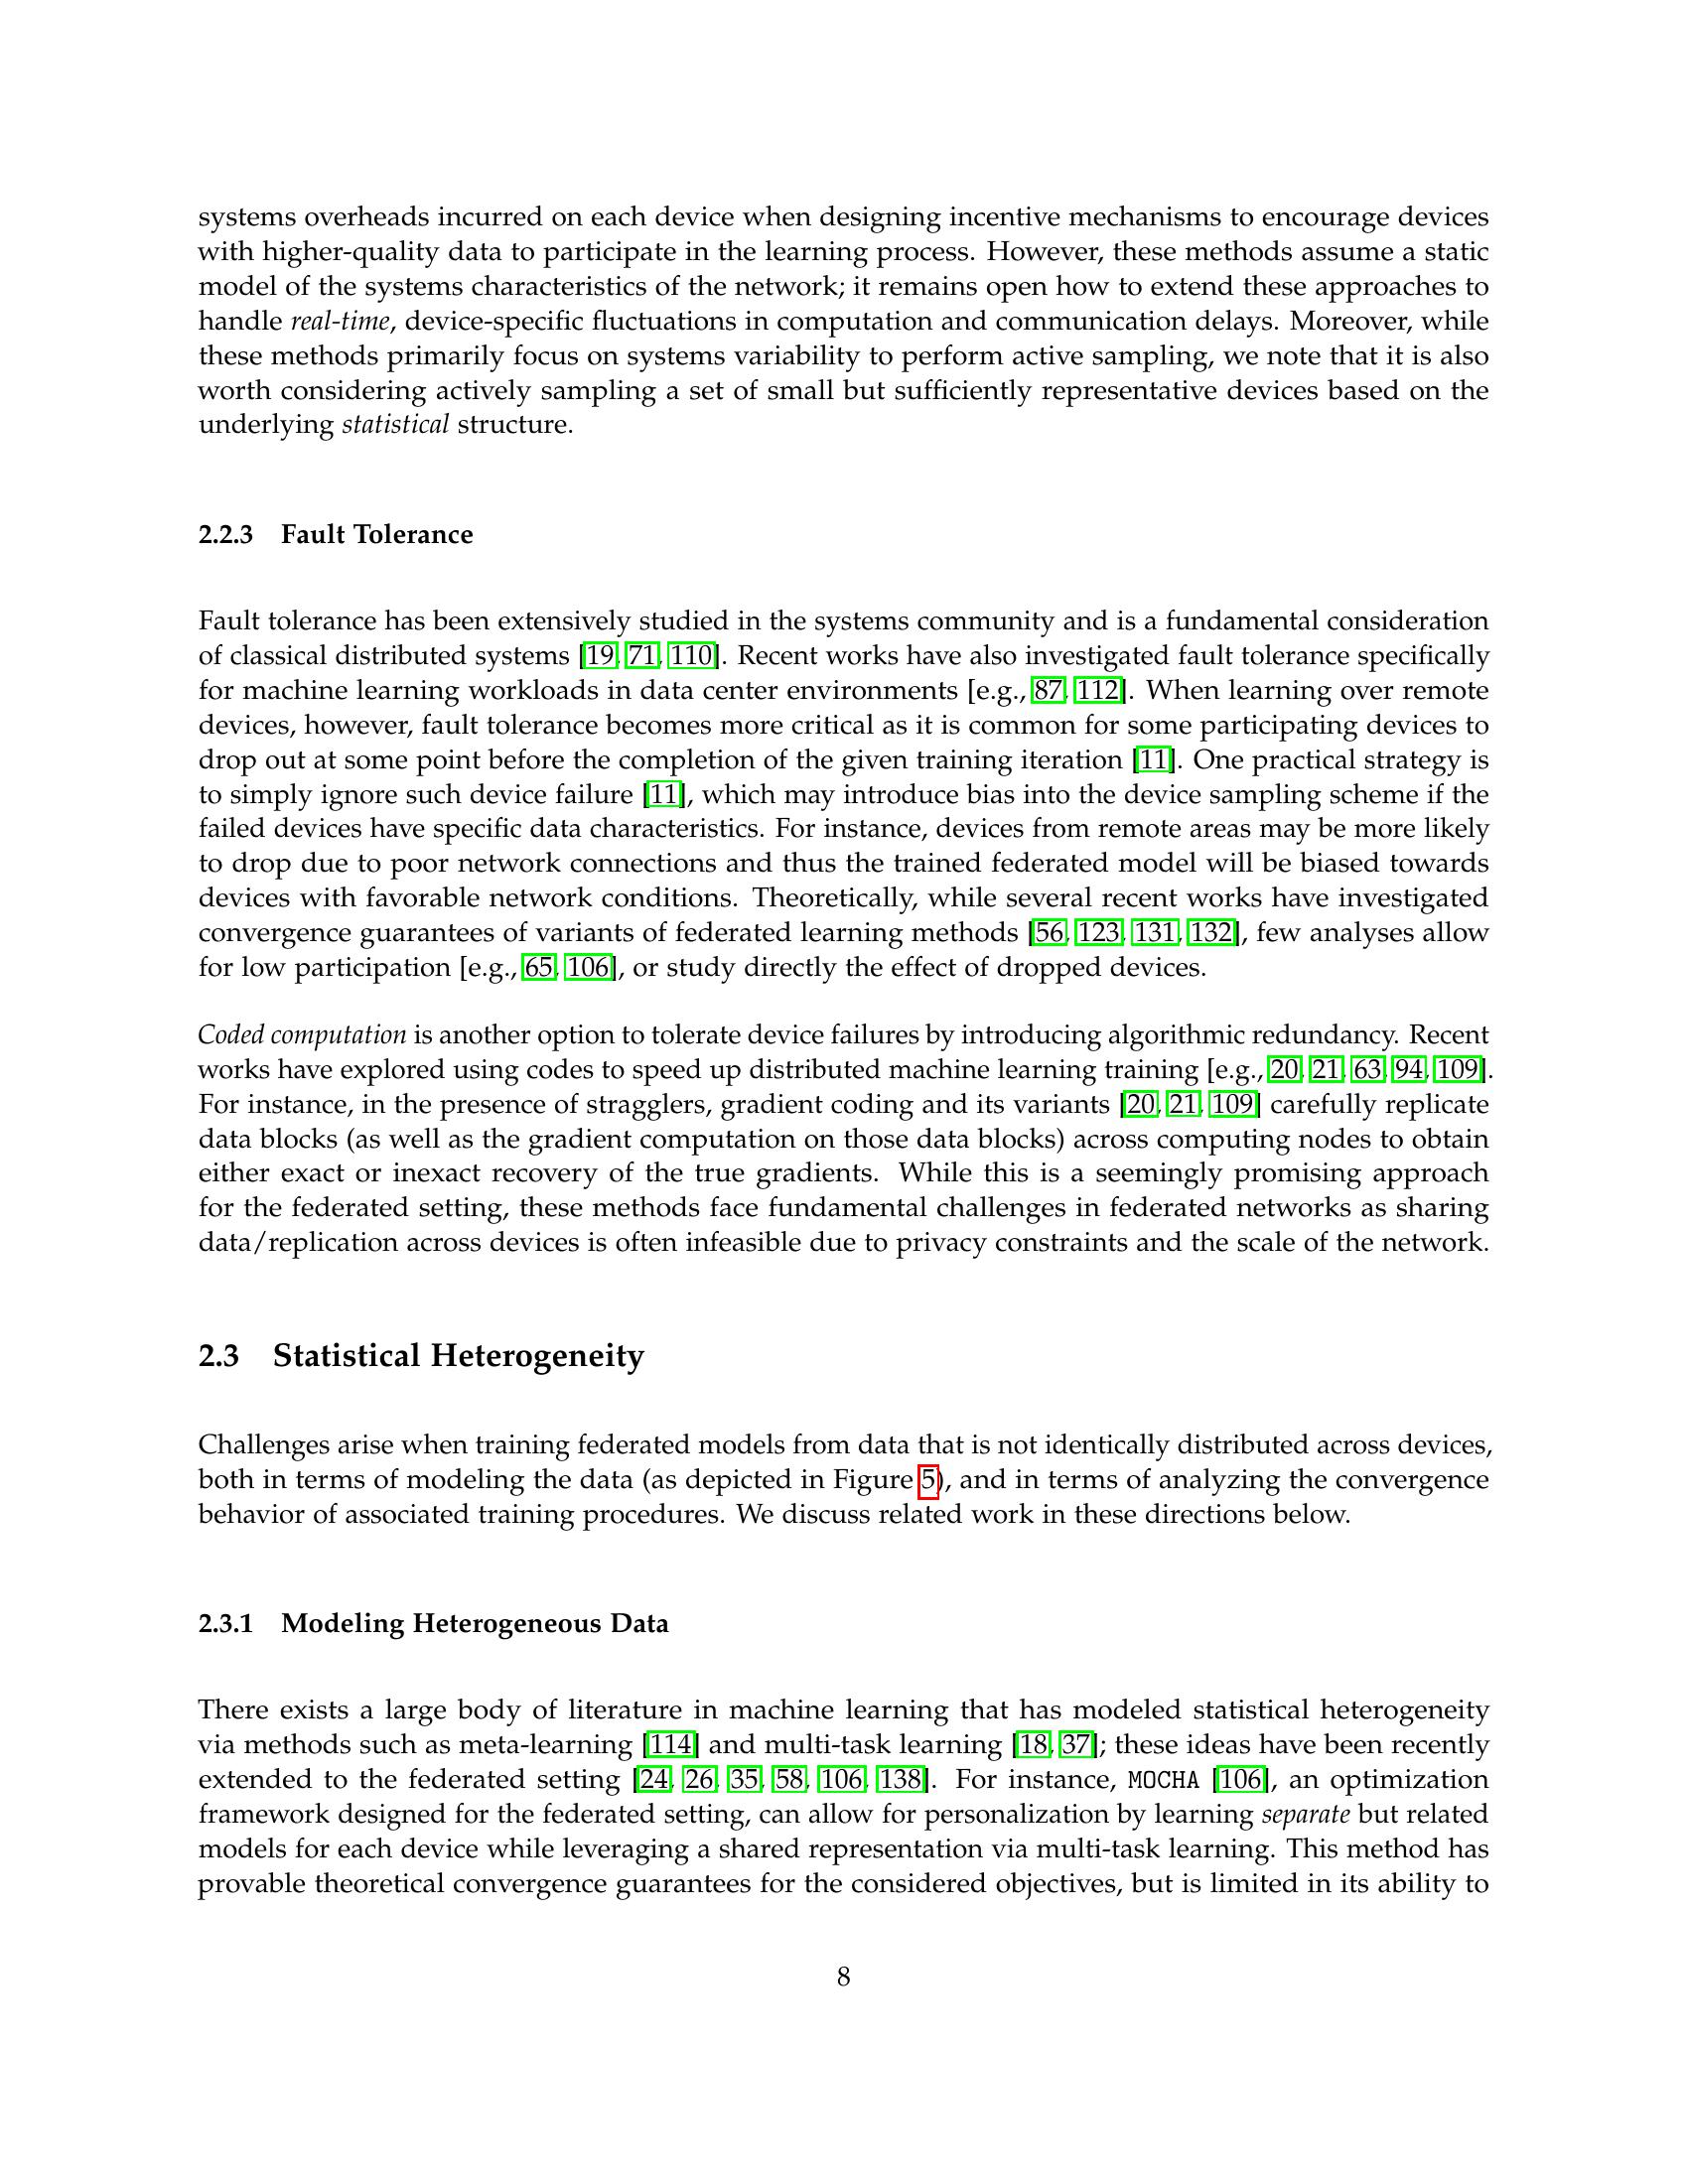 systems overheads incurred on each device when designing incentive mechanisms to encourage devices
with higher-quality data to participate in the learning process. However, these methods assume a static
model of the systems characteristics of the network; it remains open how to extend these approaches to
handle real-time, device-specific fluctuations in computation and communication delays. Moreover, while
these methods primarily focus on systems variability to perform active sampling, we note that it is also
worth considering actively sampling a set of small but sufficiently representative devices based on the
underlying statistical structure.
2.2.3 Fault Tolerance
Fault tolerance has been extensively studied in the systems community and is a fundamental consideration
of classical distributed systems [19, 71, 110]. Recent works have also investigated fault tolerance specifically
for machine learning workloads in data center environments [e.g., 87, 112]. When learning over remote
devices, however, fault tolerance becomes more critical as it is common for some participating devices to
drop out at some point before the completion of the given training iteration [11]. One practical strategy is
to simply ignore such device failure [11], which may introduce bias into the device sampling scheme if the
failed devices have specific data characteristics. For instance, devices from remote areas may be more likely
to drop due to poor network connections and thus the trained federated model will be biased towards
devices with favorable network conditions. Theoretically, while several recent works have investigated
convergence guarantees of variants of federated learning methods [56, 123, 131, 132], few analyses allow
for low participation [e.g., 65, 106], or study directly the effect of dropped devices.
Coded computation is another option to tolerate device failures by introducing algorithmic redundancy. Recent
works have explored using codes to speed up distributed machine learning training [e.g., 20, 21, 63, 94, 109].
For instance, in the presence of stragglers, gradient coding and its variants [20, 21, 109] carefully replicate
data blocks (as well as the gradient computation on those data blocks) across computing nodes to obtain
either exact or inexact recovery of the true gradients. While this is a seemingly promising approach
for the federated setting, these methods face fundamental challenges in federated networks as sharing
data/replication across devices is often infeasible due to privacy constraints and the scale of the network.
2.3 Statistical Heterogeneity
Challenges arise when training federated models from data that is not identically distributed across devices,
both in terms of modeling the data (as depicted in Figure 5), and in terms of analyzing the convergence
behavior of associated training procedures. We discuss related work in these directions below.
2.3.1 Modeling Heterogeneous Data
There exists a large body of literature in machine learning that has modeled statistical heterogeneity
via methods such as meta-learning [114] and multi-task learning [18, 37]; these ideas have been recently
extended to the federated setting [24, 26, 35, 58, 106, 138]. For instance, MOCHA [106], an optimization
framework designed for the federated setting, can allow for personalization by learning separate but related
models for each device while leveraging a shared representation via multi-task learning. This method has
provable theoretical convergence guarantees for the considered objectives, but is limited in its ability to
8